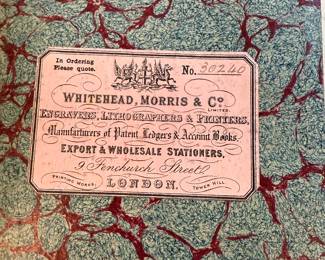 In Ordering
Please quote.
No. 30240
WHITEHEAD, MORRIS & Co.
LIMITED.
ENGRAVERS, LITHOGRAPHERS & PRINTERS,
Manufacturers of Patent Ledgers & Account Books,
EXPORT & WHOLESALE STATIONERS,
9 Fenchurch Street,
LONDON.
PRINTING WORKS:
TOWER HILL